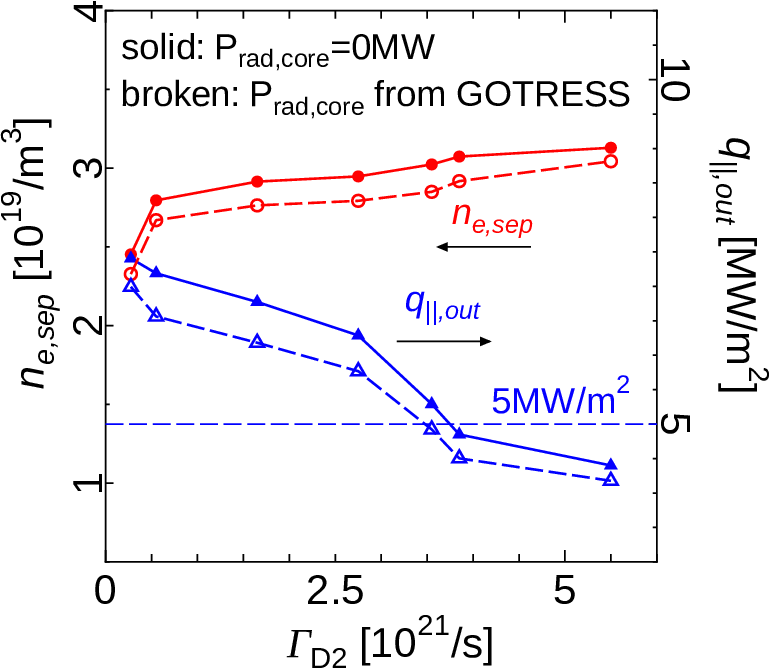 solid: P_rad,core=0MW
broken: P_rad,core from GOTRESS
4
3
2
1
n_e,sep [10^19/m^3]
10
5
q_||,out [MW/m^2]
n_e,sep
q_||,out
5MW/m^2
0 2.5 5
Γ_D2 [10^21/s]